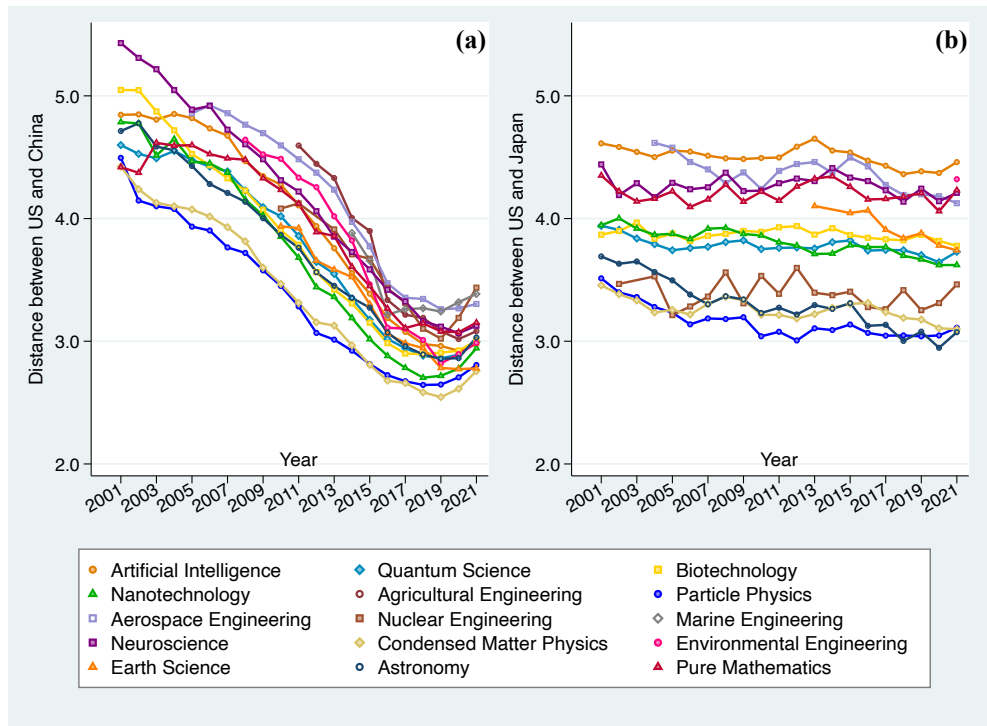 (a)
Distance between US and China
5.0
4.0
3.0
2.0
Year
2001
2003
2005
2007
2009
2011
2013
2015
2017
2019
2021
(b)
Distance between US and Japan
5.0
4.0
3.0
2.0
Year
2001
2003
2005
2007
2009
2011
2013
2015
2017
2019
2021
Artificial Intelligence
Quantum Science
Biotechnology
Nanotechnology
Agricultural Engineering
Particle Physics
Aerospace Engineering
Nuclear Engineering
Marine Engineering
Neuroscience
Condensed Matter Physics
Environmental Engineering
Earth Science
Astronomy
Pure Mathematics